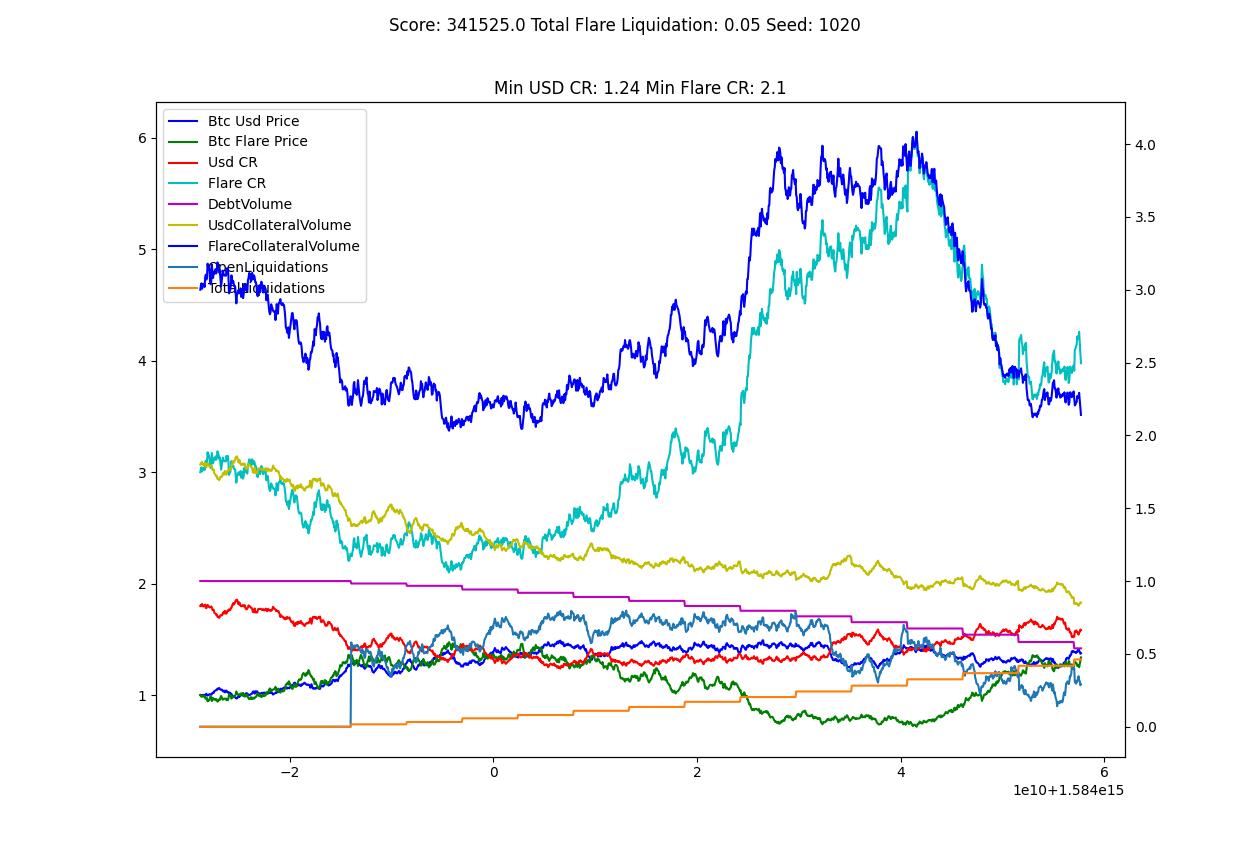 Score: 341525.0 Total Flare Liquidation: 0.05 Seed: 1020
Min USD CR: 1.24 Min Flare CR: 2.1
Btc Usd Price
Btc Flare Price
Usd CR
Flare CR
DebtVolume
UsdCollateralVolume
FlareCollateralVolume
OpenLiquidations
TotalLiquidations
6
5
4
3
2
1
4.0
3.5
3.0
2.5
2.0
1.5
1.0
0.5
0.0
−2 0 2 4 6
1e10+1.584e15